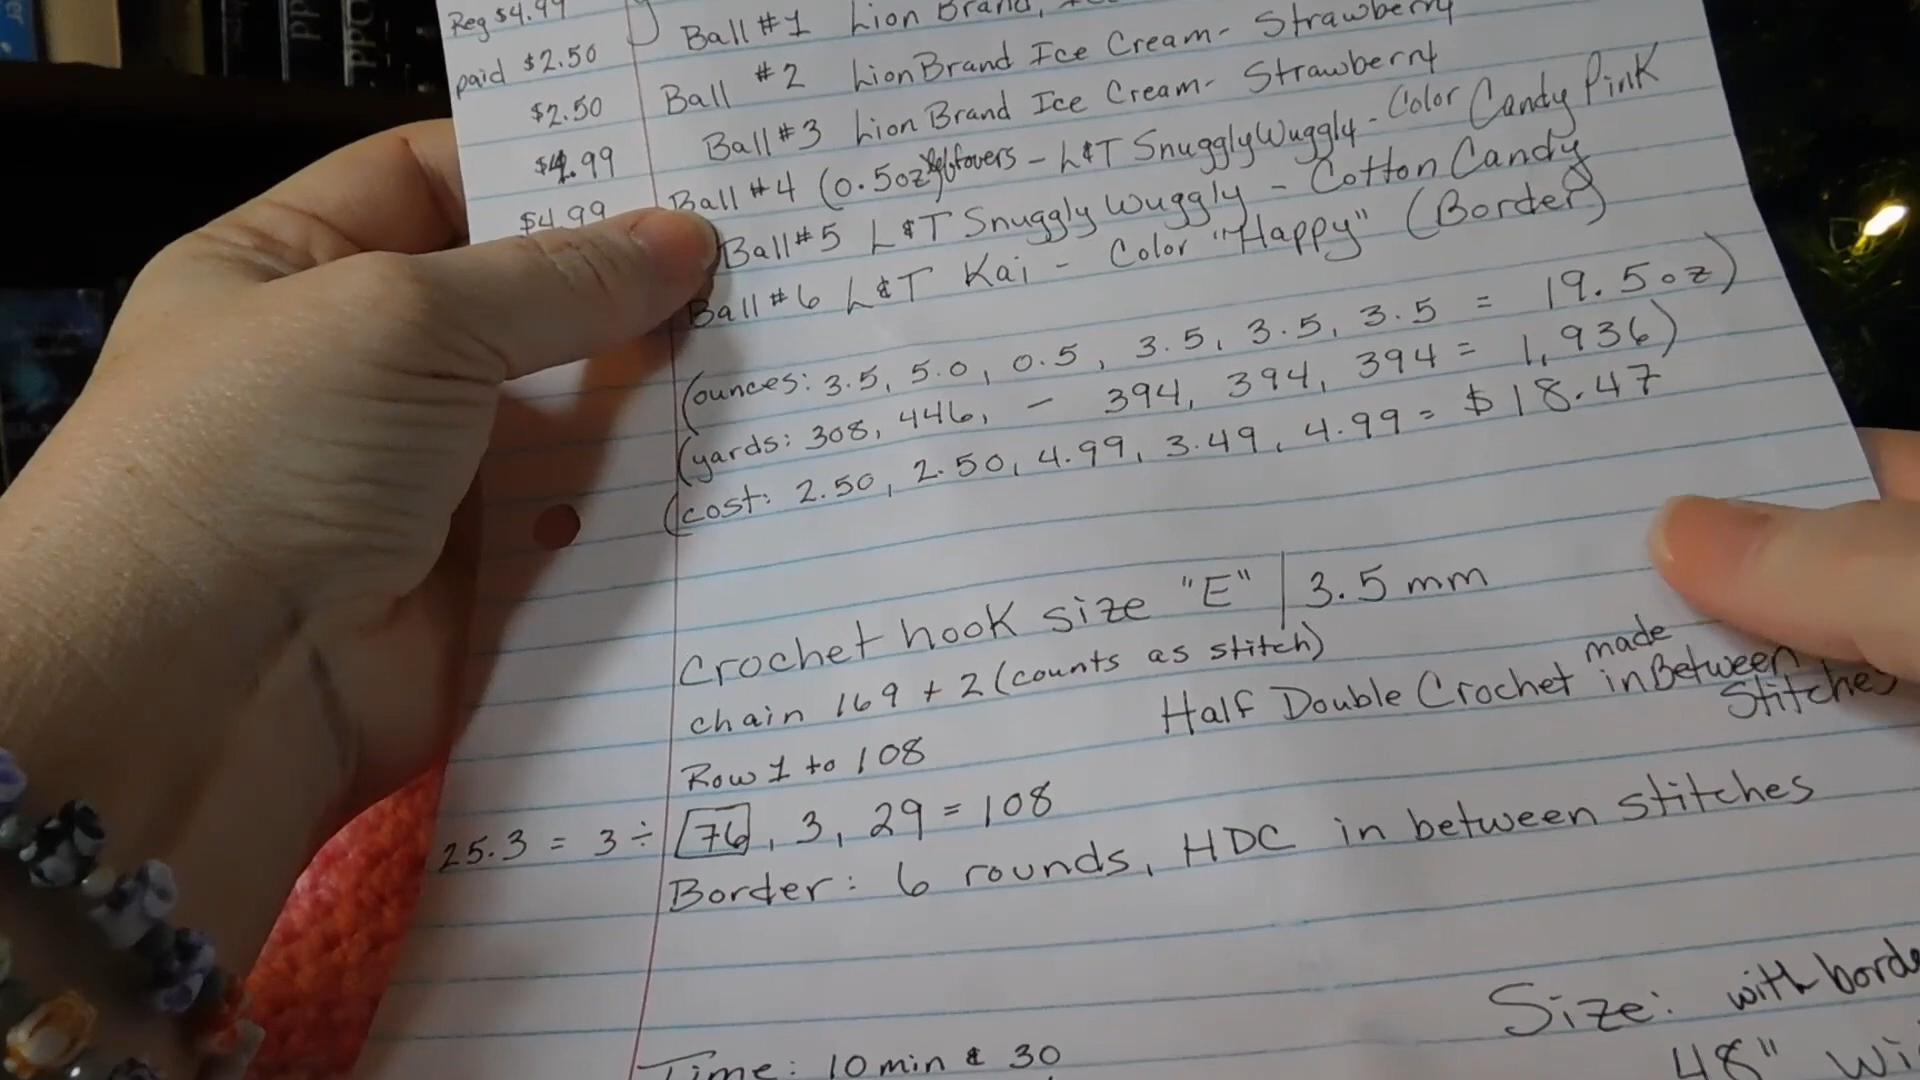 Reg $4.99
paid $2.50
$2.50
$4.99
$4.99
Ball #1 Lion Brand,
Ball #2 Lion Brand Ice Cream - Strawberry
Ball #3 Lion Brand Ice Cream - Strawberry
Ball #4 (0.5oz) leftovers - L&T SnugglyWuggly - Color Candy Pink
Ball #5 L&T Snuggly Wuggly - Cotton Candy
Ball #6 L&T Kai - Color "Happy" (Border)
(ounces: 3.5, 5.0, 0.5, 3.5, 3.5, 3.5 = 19.5oz)
(yards: 308, 446, - 394, 394, 394 = 1,936)
(cost: 2.50, 2.50, 4.99, 3.49, 4.99 = $18.47
Crochet hook size "E" | 3.5 mm
chain 169 + 2 (counts as stitch)
Half Double Crochet made in Between Stitches
Row 1 to 108
25.3 = 3 ÷ 76, 3, 29 = 108
Border: 6 rounds, HDC in between stitches
Size: with borde
48" Wi
Time: 10 min & 30